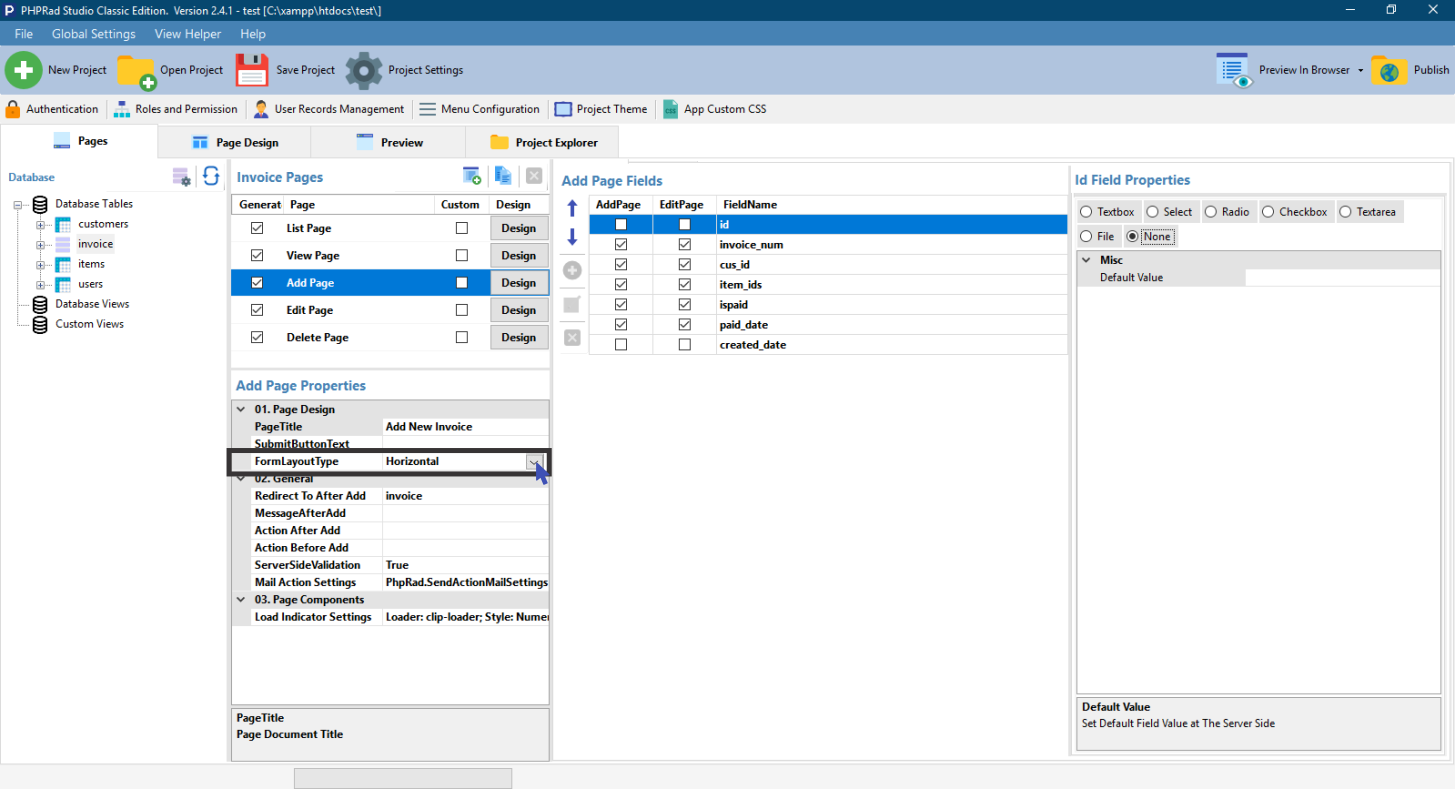 PHPRad Studio Classic Edition. Version 2.4.1 - test [C:\xampp\htdocs\test\]
File Global Settings View Helper Help
New Project Open Project Save Project Project Settings Preview In Browser Publish
Authentication Roles and Permission User Records Management Menu Configuration Project Theme App Custom CSS
Pages Page Design Preview Project Explorer
Database
Database Tables
customers
invoice
items
users
Database Views
Custom Views
Invoice Pages
Generat Page Custom Design
List Page Design
View Page Design
Add Page Design
Edit Page Design
Delete Page Design
Add Page Properties
01. Page Design
PageTitle Add New Invoice
SubmitButtonText
FormLayoutType Horizontal
02. General
Redirect To After Add invoice
MessageAfterAdd
Action After Add
Action Before Add
ServerSideValidation True
Mail Action Settings PhpRad.SendActionMailSettings
03. Page Components
Load Indicator Settings Loader: clip-loader; Style: Numer
PageTitle
Page Document Title
Add Page Fields
AddPage EditPage FieldName
id
invoice_num
cus_id
item_ids
ispaid
paid_date
created_date
Id Field Properties
Textbox Select Radio Checkbox Textarea
File None
Misc
Default Value
Default Value
Set Default Field Value at The Server Side